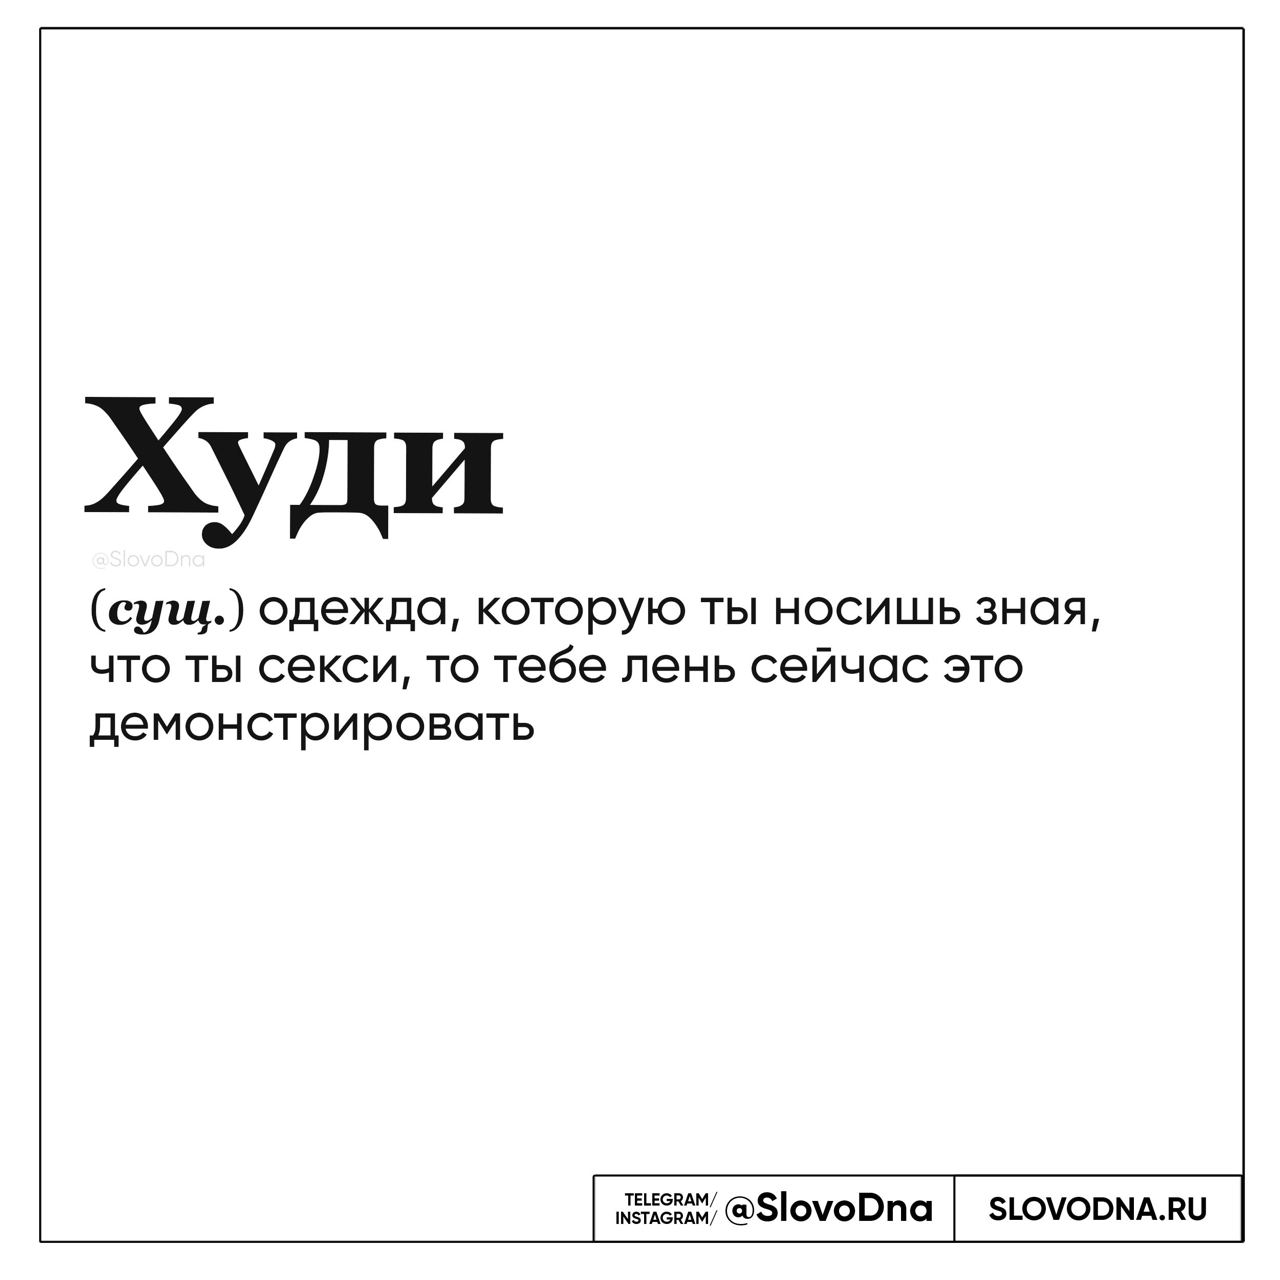 Худи
@SlovoDna
(сущ.) одежда, которую ты носишь зная,
что ты секси, то тебе лень сейчас это
демонстрировать
TELEGRAM/
INSTAGRAM/
@SlovoDna
SLOVODNA.RU